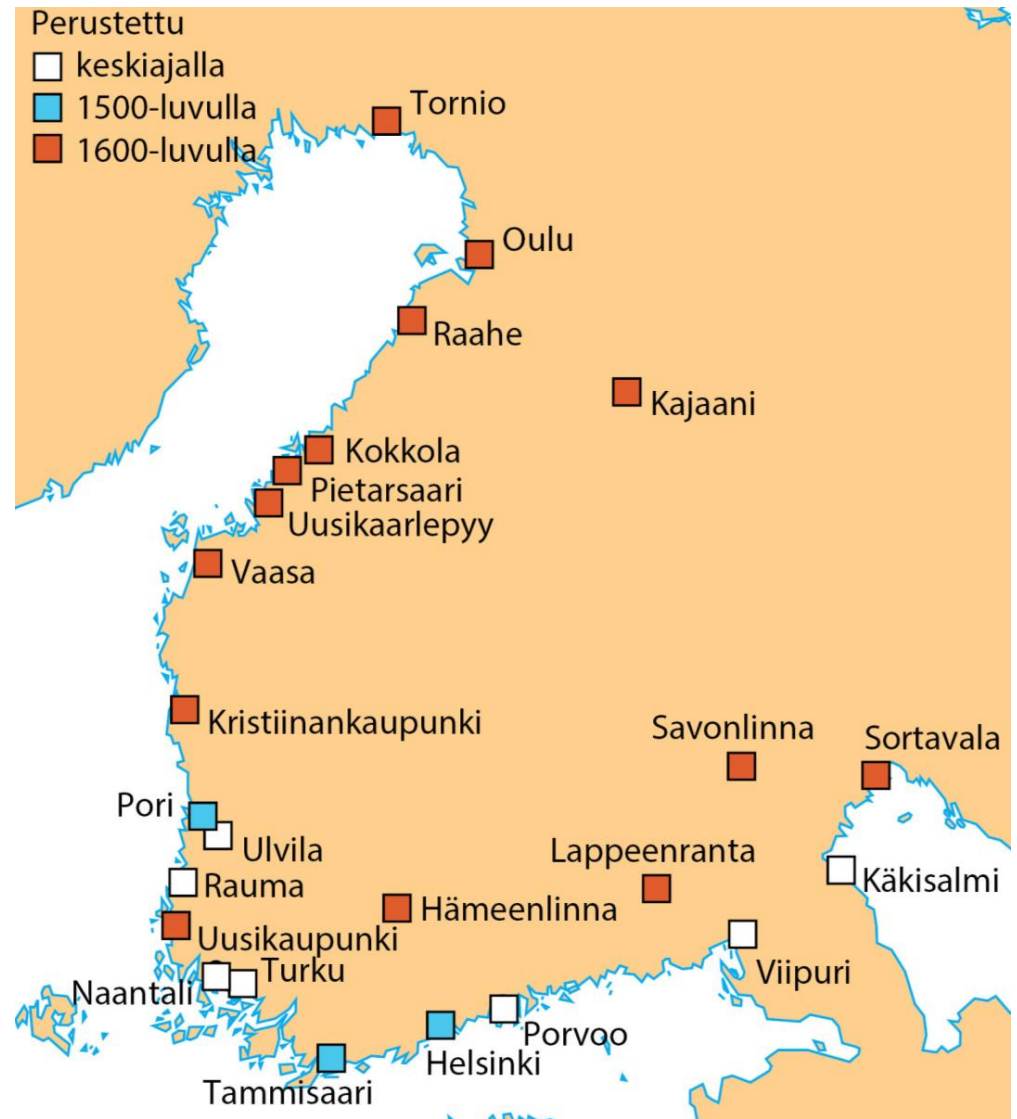 Perustettu
keskiajalla
1500-luvulla
1600-luvulla
Tornio
Oulu
Raahe
Kajaani
Kokkola
Pietarsaari
Uusikaarlepyy
Vaasa
Kristiinankaupunki
Savonlinna
Sortavala
Pori
Ulvila
Lappeenranta
Käkisalmi
Rauma
Hämeenlinna
Uusikaupunki
Turku
Viipuri
Naantali
Porvoo
Helsinki
Tammisaari